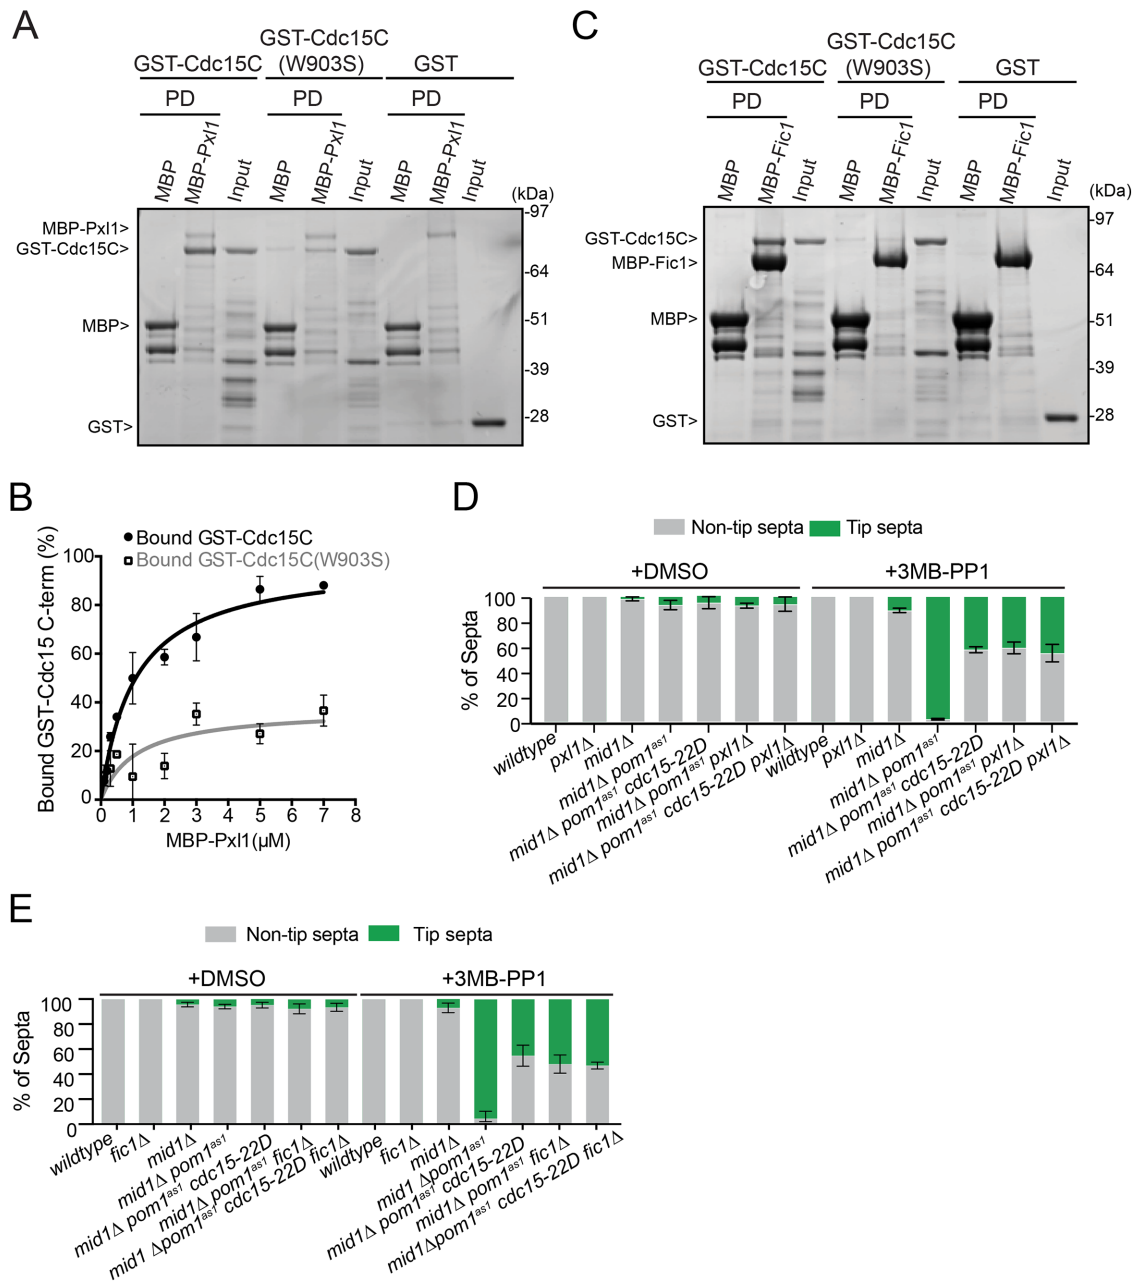 A
GST-Cdc15C
GST-Cdc15C
(W903S)
GST
PD
PD
PD
MBP
MBP-Pxl1
Input
MBP
MBP-Pxl1
Input
MBP
MBP-Pxl1
Input
(kDa)
MBP-Pxl1>
GST-Cdc15C>
MBP>
GST>
-97
-64
-51
-39
-28
C
GST-Cdc15C
GST-Cdc15C
(W903S)
GST
PD
PD
PD
MBP
MBP-Fic1
Input
MBP
MBP-Fic1
Input
MBP
MBP-Fic1
Input
(kDa)
GST-Cdc15C>
MBP-Fic1>
MBP>
GST>
-97
-64
-51
-39
-28
B
Bound GST-Cdc15C
Bound GST-Cdc15C(W903S)
Bound GST-Cdc15 C-term (%)
100
80
60
40
20
0
0 1 2 3 4 5 6 7 8
MBP-Pxl1(µM)
D
Non-tip septa Tip septa
+DMSO +3MB-PP1
% of Septa
100
80
60
40
20
0
wildtype
pxl1Δ
mid1Δ
mid1Δ pom1as1
mid1Δ pom1as1 cdc15-22D
mid1Δ pom1as1 pxl1Δ
mid1Δ pom1as1 cdc15-22D pxl1Δ
wildtype
pxl1Δ
mid1Δ
mid1Δ pom1as1
mid1Δ pom1as1 cdc15-22D
mid1Δ pom1as1 pxl1Δ
mid1Δ pom1as1 cdc15-22D pxl1Δ
E
Non-tip septa Tip septa
+DMSO +3MB-PP1
% of Septa
100
80
60
40
20
0
wildtype
fic1Δ
mid1Δ
mid1Δ pom1as1
mid1Δ pom1as1 cdc15-22D
mid1Δ pom1as1 fic1Δ
mid1 Δpom1as1 cdc15-22D fic1Δ
wildtype
fic1Δ
mid1Δ
mid1 Δpom1as1
mid1Δ pom1as1 cdc15-22D
mid1Δ pom1as1 fic1Δ
mid1Δpom1as1 cdc15-22D fic1Δ